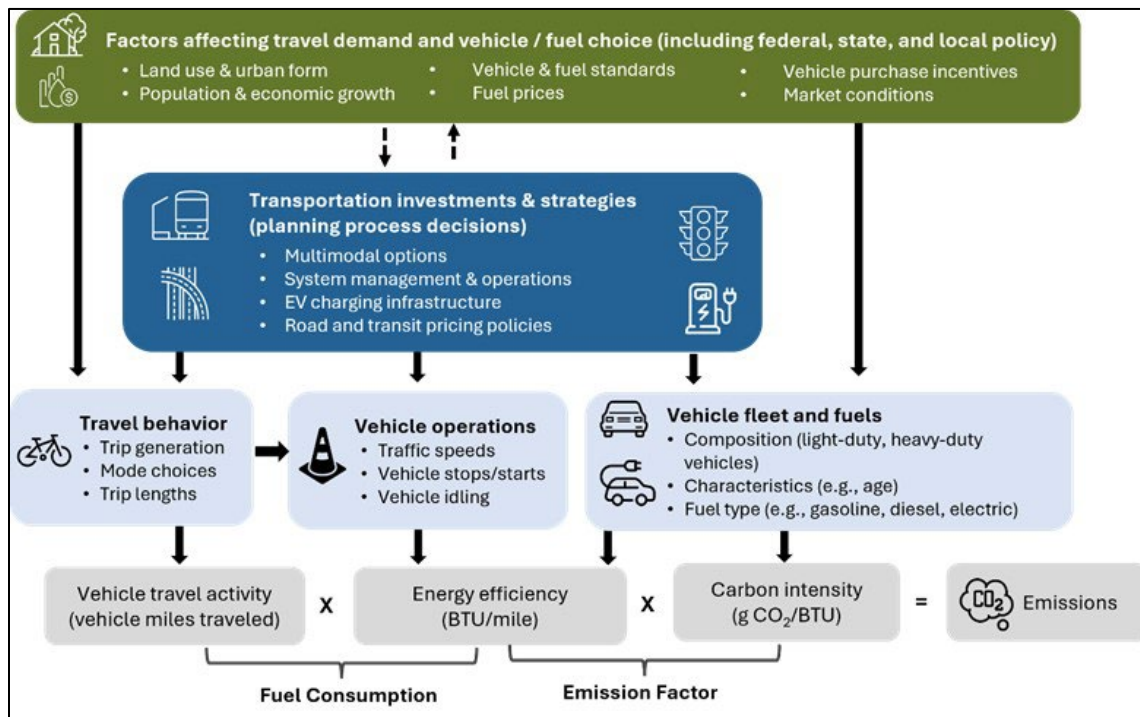 Factors affecting travel demand and vehicle / fuel choice (including federal, state, and local policy)
• Land use & urban form
• Population & economic growth
• Vehicle & fuel standards
• Fuel prices
• Vehicle purchase incentives
• Market conditions
Transportation investments & strategies
(planning process decisions)
• Multimodal options
• System management & operations
• EV charging infrastructure
• Road and transit pricing policies
Travel behavior
• Trip generation
• Mode choices
• Trip lengths
Vehicle operations
• Traffic speeds
• Vehicle stops/starts
• Vehicle idling
Vehicle fleet and fuels
• Composition (light-duty, heavy-duty
vehicles)
• Characteristics (e.g., age)
• Fuel type (e.g., gasoline, diesel, electric)
Vehicle travel activity
(vehicle miles traveled)
X
Energy efficiency
(BTU/mile)
X
Carbon intensity
(g CO₂/BTU)
=
CO₂
Emissions
Fuel Consumption
Emission Factor